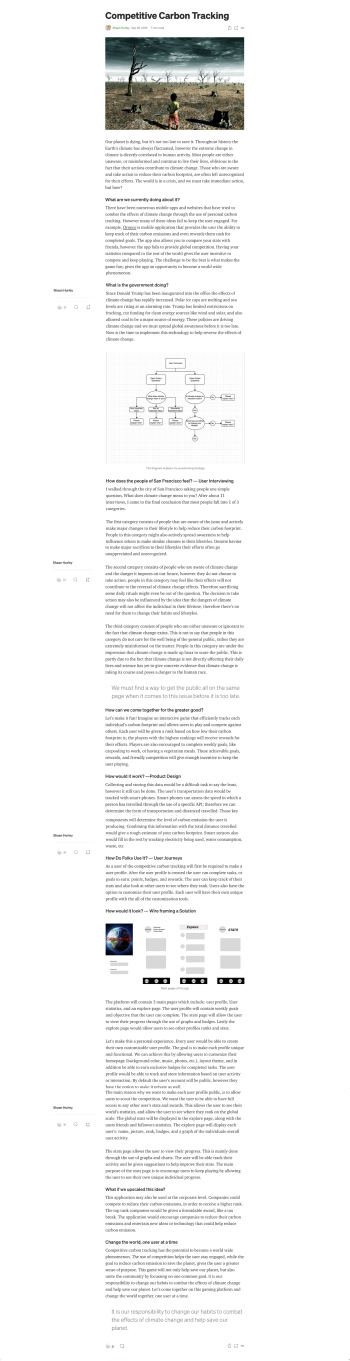 Competitive Carbon Tracking
Our planet is dying, but it's not too late to save it. Throughout history the
Earth's climate has always fluctuated, however the extreme change in
climate is directly correlated to human activity. Most people are either
unaware, or misinformed and continue to live their lives, oblivious to the
fact that their actions contribute to climate change. Those who are aware
and take action to reduce their carbon footprint, are often left unrecognized
for their efforts. The world is in a crisis, and we must take immediate action,
but how?
What are we currently doing about it?
There have been numerous mobile apps and websites that have tried to
combat the effects of climate change through the use of personal carbon
tracking. However many of these ideas fail to keep the user engaged. For
example,
is mobile application that provides the user the ability to
keep track of their carbon emissions and even rewards them rank for
completed goals. The app also allows you to compare your stats with
friends, however the app fails to provide global competition. Having your
statistics compared to the rest of the world gives the user incentive to
compete and keep playing. The challenge to be the best is what makes the
game fun; gives the app an opportunity to become a world wide
phenomenon.
Shaun Hurley
What is the government doing?
Since Donald Trump has been inaugurated into the office the effects of
climate change has rapidly increased. Polar ice caps are melting and sea
levels are rising at an alarming rate. Trump has limited restrictions on
fracking, cut funding for clean energy sources like wind and solar, and also
allowed coal to be a major source of energy. These policies are driving
climate change and we must spread global awareness before it is too late.
Now is the time to implement this technology to help reverse the effects of
climate change.
How does the people of San Francisco feel? — User Interviewing
I walked through the city of San Francisco asking people one simple
question, What does climate change mean to you? After about 11
interviews, I came to the final conclusion that most people fall into 1 of 3
categories.
The first category consists of people that are aware of the issue and actively
make major changes to their lifestyle to help reduce their carbon footprint.
People in this category might also actively spread awareness to help
influence others to make similar changes in their lifestyles. Despite having
to make major sacrifices to their lifestyles their efforts often go
unrepresented and unrecognized.
Shaun Hurley
The second category consists of people who are aware of climate change
and the dangers it imposes on our future, however they do not choose to
take action. people in this category may feel like their efforts will not
contribute to the reversal of climate change effects. Therefore sacrificing
some daily rituals might even be out of the question. The decision to take
action may also be influenced by the idea that the dangers of climate
change will not affect the individual in their lifetime, therefore there's no
need for them to change their habits and lifestyles.
The third category consists of people who are either unaware or ignorant to
the fact that climate change exists. This is not to say that people in this
category do not care for the well being of the general public, rather they are
extremely misinformed on the matter. People in this category are under the
impression that climate change is made up hoax to scare the public. This is
partly due to the fact that climate change is not directly affecting their daily
lives and science has yet to give concrete evidence that climate change is
taking its course and poses a danger to the human race.
We must find a way to get the public all on the same
page when it comes to this issue before it is too late.
How can we come together for the greater good?
Let's make it fun! Imagine an interactive game that efficiently tracks each
individual's carbon footprint and allows users to play and compete against
others. Each user will be given a rank based on how low their carbon
footprint is; the players with the highest rankings will receive rewards for
their efforts. Players are also encouraged to complete weekly goals, like
carpooling to work, or having a vegetarian meals. These achievable goals,
rewards, and friendly competition will give enough incentive to keep the
user playing.
How would it work? —Product Design
Collecting and storing this data would be a difficult task to say the least,
however it still can be done. The user's transportation data would be
tracked with smart phones. Smart phones can assess the speed to which a
person has travelled through the use of a specific API, therefore we can
determine the form of transportation and distanced travelled. Those key
components will determine the level of carbon emission the user is
producing. Combining this information with the total distance travelled
would give a rough estimate of your carbon footprint. Smart sensors also
would fill in the rest by tracking electricity being used, water consumption,
waste, etc.
Shaun Hurley
How Do Folks Use it? — User Journeys
As a user of the competitive carbon tracking will first be required to make a
user profile. After the profile is created the user can complete tasks, or
goals to earn: points, badges, and rewards. The user can keep track of their
stats and also look at other users to see where they rank. Users also have the
option to customize their user profile. Each user will have their own unique
profile with all of the customization tools.
How would it look? — Wire framing a Solution
Explore
STATS
The platform will contain 3 main pages which include: user profile, User
statistics, and an explore page. The user profile will contain weekly goals
and objective that the user can complete. The stats page will allow the user
to view their progress through the use of graphs and badges. Lastly the
explore page would allow users to see other profiles ranks and stats.
Let's make this a personal experience. Every user would be able to create
their own customizable user profile. The goal is to make each profile unique
and functional. We can achieve this by allowing users to customize their
homepage (background color, music, photos, etc.), layout theme, and in
addition be able to earn exclusive badges for completed tasks. The user
profile would be able to track and store information based on user activity
or interaction. By default the user's account will be public, however they
have the option to make it private as well.
The main reason why we want to make each user profile public, is to allow
users to scout the competition. We want the user to be able to have full
access to any other user's stats and rewards. This allows the user to see their
world's statistics, and allow the user to see where they rank on the global
scale. The global stats will be displayed in the explore page, along with the
users friends and followers statistics. The explore page will display each
user's: name, picture, rank, badges, and a graph of the individuals overall
user activity.
Shaun Hurley
The stats page allows the user to view their progress. This is mainly done
through the use of graphs and charts. The user will be able track their
activity and be given suggestions to help improve their stats. The main
purpose of the stats page is to encourage users to keep playing by allowing
the user to see their own unique individual progress.
What if we upscaled this idea?
This application may also be used at the corporate level. Companies could
compete to reduce their carbon emissions, in order to receive a higher rank.
The top rank companies would be given a formidable award, like a tax
break. The application would encourage companies to reduce their carbon
emissions and entertain new ideas or technology that could help reduce
carbon emission.
Change the world, one user at a time
Competitive carbon tracking has the potential to become a world wide
phenomenon. The use of competition helps the user stay engaged, while the
goal to reduce carbon emission to save the planet, gives the user a greater
sense of purpose. This game will not only help save our planet, but also
unite the community by focusing on one common goal. It is our
responsibility to change our habits to combat the effects of climate change
and help save our planet. Let's come together on this gaming platform and
change the world together, one user at a time.
It is our responsibility to change our habits to combat
the effects of climate change and help save our
planet.